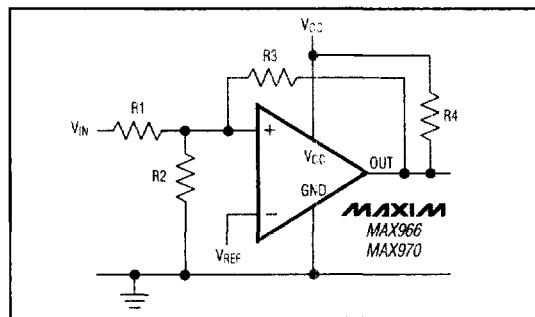 VCC
R3
R1
R4
VIN
+
VCC
OUT
R2
GND
−
MAXIM
MAX966
MAX970
VREF